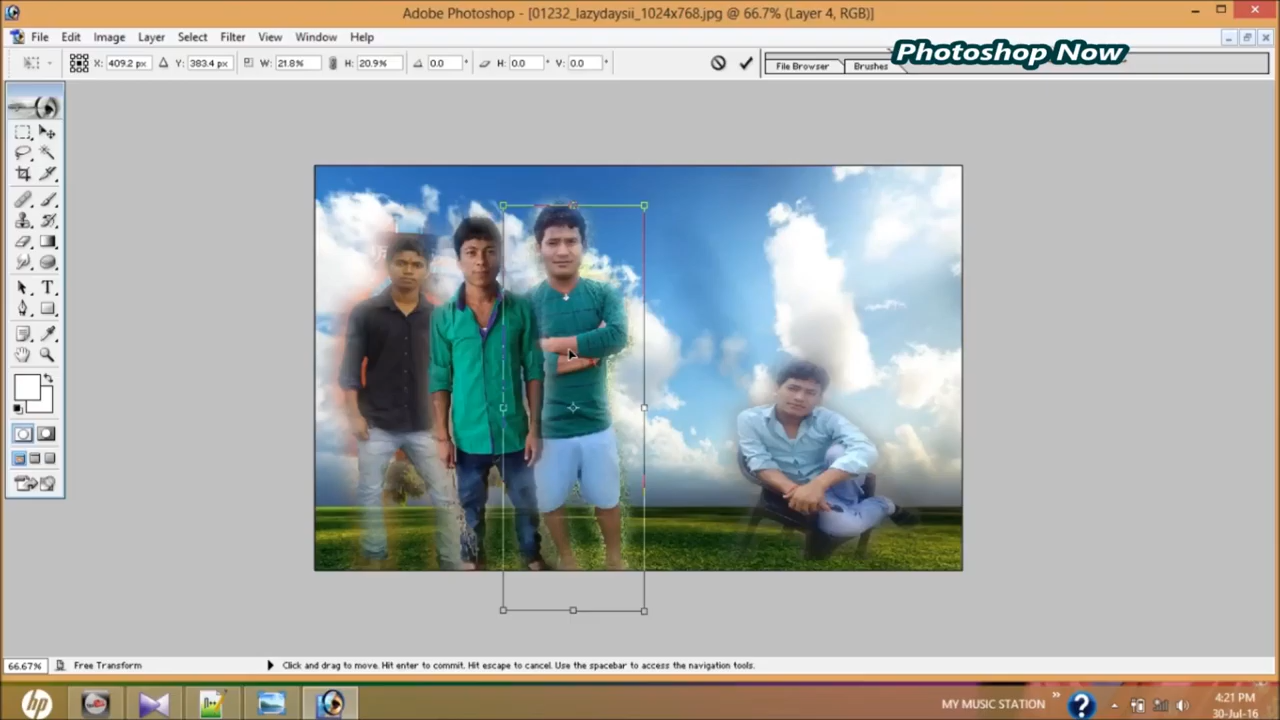 Adobe Photoshop - [01232_lazydaysii_1024x768.jpg @ 66.7% (Layer 4, RGB)]
File Edit Image Layer Select Filter View Window Help
Photoshop Now
X: 409.2 px Y: 383.4 px W: 21.8% H: 20.9% 0.0 ° H: 0.0 ° V: 0.0 °
File Browser Brushes
66.67% Free Transform Click and drag to move. Hit enter to commit. Hit escape to cancel. Use the spacebar to access the navigation tools.
MY MUSIC STATION
4:21 PM
30-Jul-16